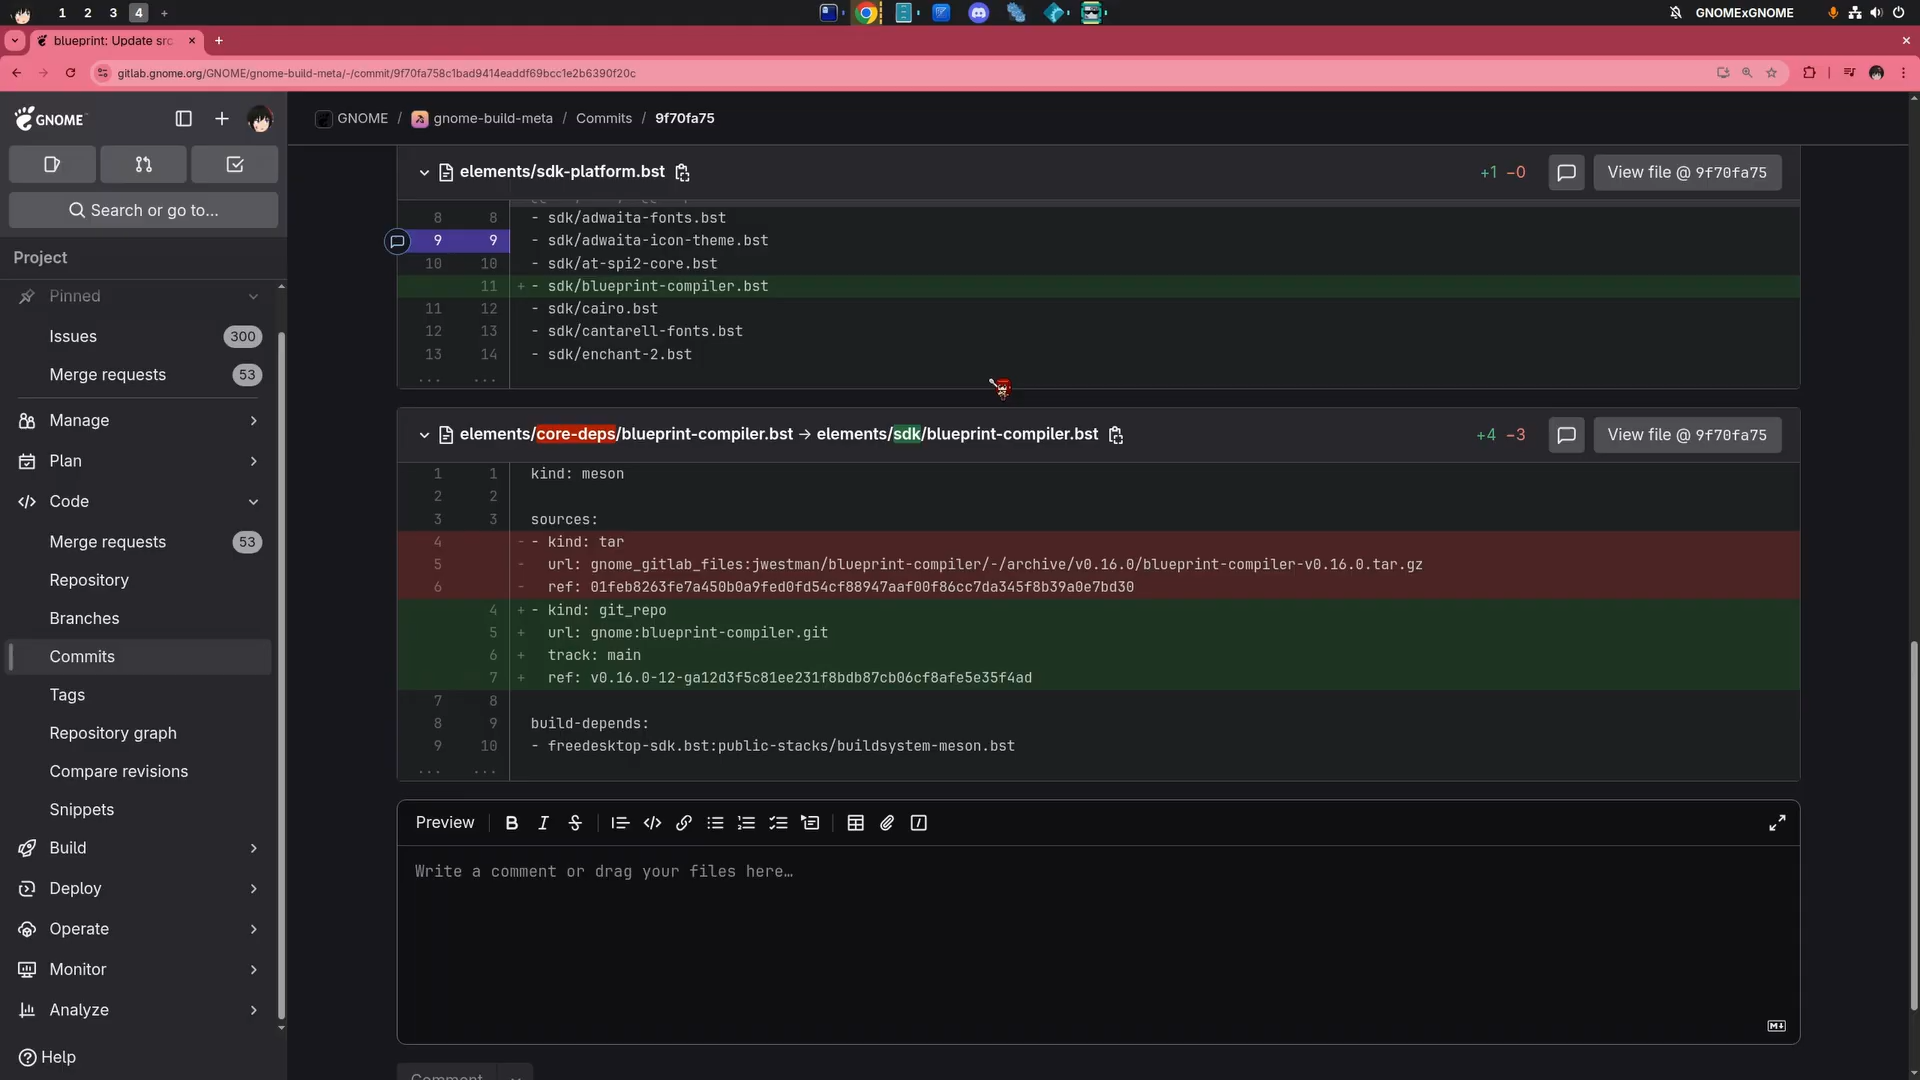 1 2 3 4 +
GNOMExGNOME
blueprint: Update src
gitlab.gnome.org/GNOME/gnome-build-meta/-/commit/9f70fa758c1bad9414eaddf69bcc1e2b6390f20c
GNOME
Search or go to...
Project
Pinned
Issues 300
Merge requests 53
Manage
Plan
Code
Merge requests 53
Repository
Branches
Commits
Tags
Repository graph
Compare revisions
Snippets
Build
Deploy
Operate
Monitor
Analyze
Help
GNOME / gnome-build-meta / Commits / 9f70fa75
elements/sdk-platform.bst +1 −0 View file @ 9f70fa75
8 8 - sdk/adwaita-fonts.bst
9 9 - sdk/adwaita-icon-theme.bst
10 10 - sdk/at-spi2-core.bst
11 + - sdk/blueprint-compiler.bst
11 12 - sdk/cairo.bst
12 13 - sdk/cantarell-fonts.bst
13 14 - sdk/enchant-2.bst
... ...
elements/core-deps/blueprint-compiler.bst → elements/sdk/blueprint-compiler.bst +4 −3 View file @ 9f70fa75
1 1 kind: meson
2 2
3 3 sources:
4 - - kind: tar
5 - url: gnome_gitlab_files:jwestman/blueprint-compiler/-/archive/v0.16.0/blueprint-compiler-v0.16.0.tar.gz
6 - ref: 01feb8263fe7a450b0a9fed0fd54cf88947aaf00f86cc7da345f8b39a0e7bd30
4 + - kind: git_repo
5 + url: gnome:blueprint-compiler.git
6 + track: main
7 + ref: v0.16.0-12-ga12d3f5c81ee231f8bdb87cb06cf8afe5e35f4ad
7 8
8 9 build-depends:
9 10 - freedesktop-sdk.bst:public-stacks/buildsystem-meson.bst
... ...
Preview
Write a comment or drag your files here…
Comment